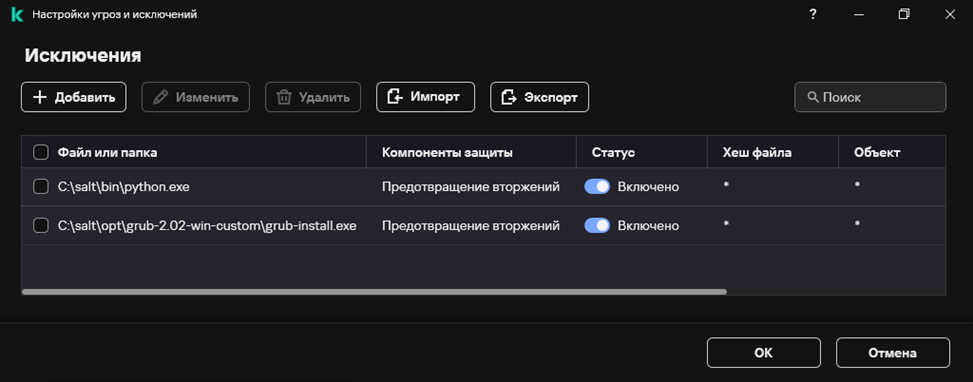 Настройки угроз и исключений
?
Исключения
Добавить Изменить Удалить Импорт Экспорт Поиск
Файл или папка Компоненты защиты Статус Хеш файла Объект
C:\salt\bin\python.exe Предотвращение вторжений Включено * *
C:\salt\opt\grub-2.02-win-custom\grub-install.exe Предотвращение вторжений Включено * *
ОК Отмена